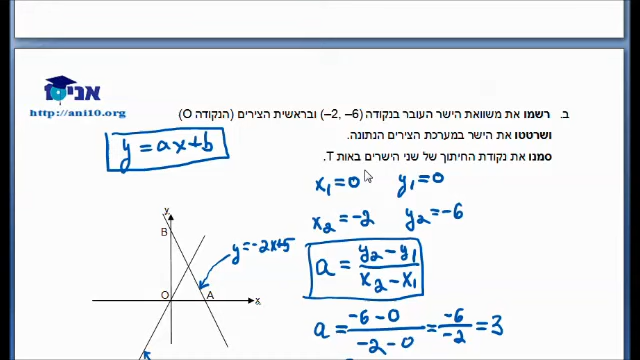 אני10
http://ani10.org
ב. רשמו את משוואת הישר העובר בנקודה (−2, −6) ובראשית הצירים (הנקודה O)
ושרטטו את הישר במערכת הצירים הנתונה.
סמנו את נקודת החיתוך של שני הישרים באות T.
y = ax+b
x₁=0 y₁=0
x₂=-2 y₂=-6
a = (y₂-y₁)/(x₂-x₁)
a = (-6-0)/(-2-0) = (-6)/(-2) = 3
y
B
y=-2x+5
O
A
x